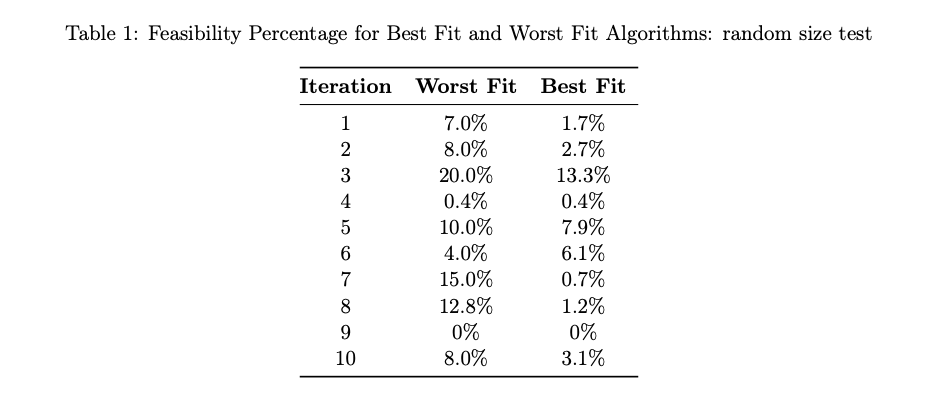 Table 1: Feasibility Percentage for Best Fit and Worst Fit Algorithms: random size test
Iteration Worst Fit Best Fit
1 7.0% 1.7%
2 8.0% 2.7%
3 20.0% 13.3%
4 0.4% 0.4%
5 10.0% 7.9%
6 4.0% 6.1%
7 15.0% 0.7%
8 12.8% 1.2%
9 0% 0%
10 8.0% 3.1%